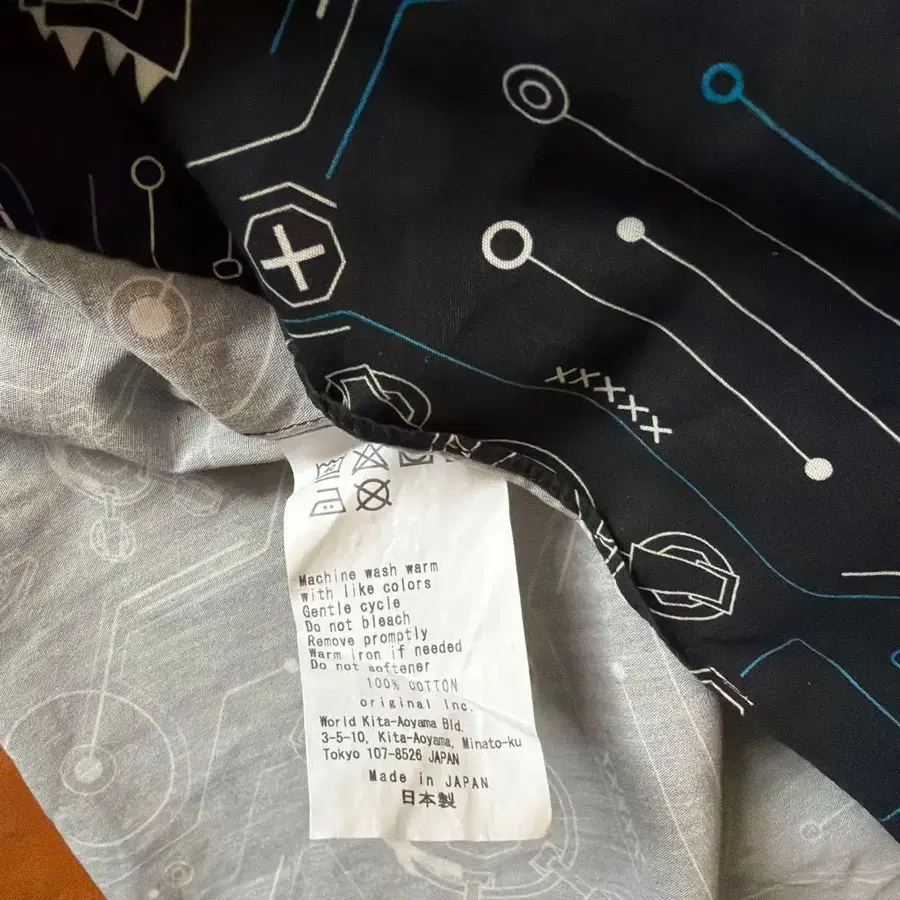 Machine wash warm
with like colors
Gentle cycle
Do not bleach
Remove promptly
Warm iron if needed
Do not softener
100% COTTON
original Inc.
World Kita-Aoyama Bld.
3-5-10, Kita-Aoyama, Minato-ku
Tokyo 107-8526 JAPAN
Made in JAPAN
日本製